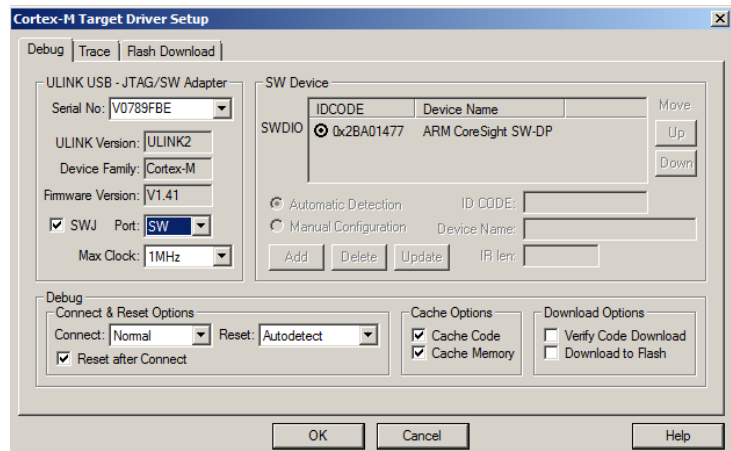 Cortex-M Target Driver Setup
Debug Trace Flash Download
ULINK USB - JTAG/SW Adapter
Serial No: V0789FBE
ULINK Version: ULINK2
Device Family: Cortex-M
Firmware Version: V1.41
SWJ Port: SW
Max Clock: 1MHz
SW Device
IDCODE Device Name Move
SWDIO 0x2BA01477 ARM CoreSight SW-DP Up
Down
Automatic Detection ID CODE:
Manual Configuration Device Name:
Add Delete Update IR len:
Debug
Connect & Reset Options
Connect: Normal Reset: Autodetect
Reset after Connect
Cache Options
Cache Code
Cache Memory
Download Options
Verify Code Download
Download to Flash
OK Cancel Help